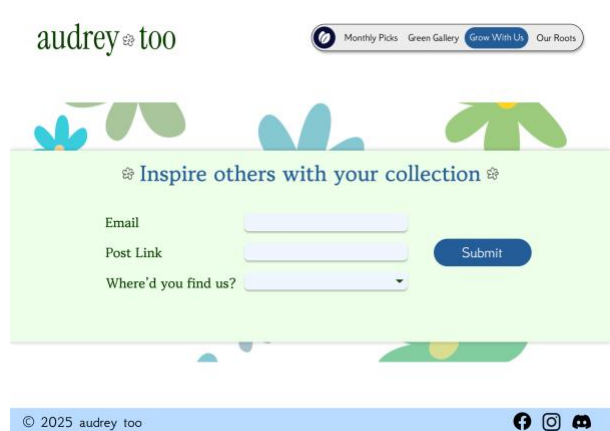 audrey too
Monthly Picks Green Gallery Grow With Us Our Roots
Inspire others with your collection
Email
Post Link
Submit
Where'd you find us?
© 2025 audrey too